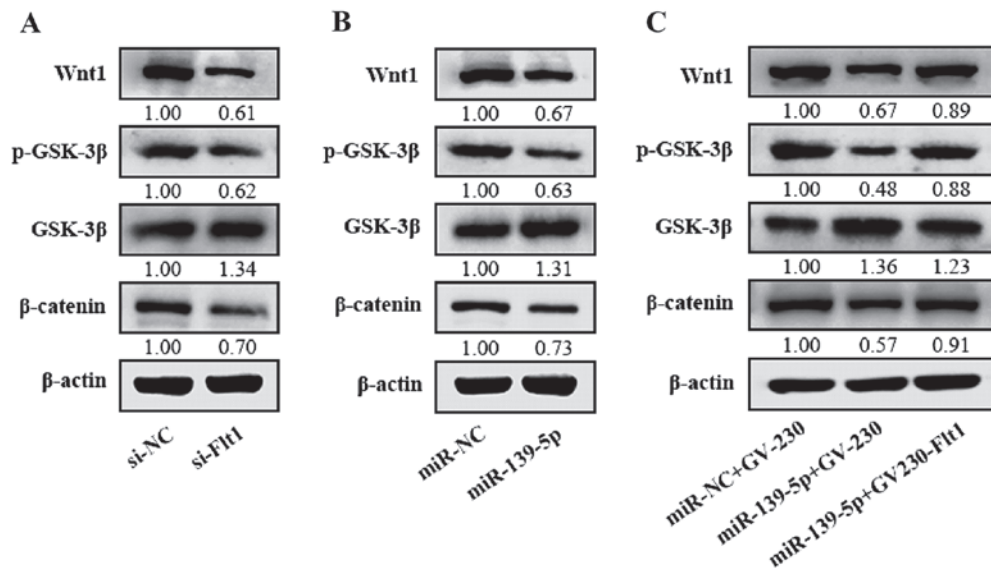 A
Wnt1
1.00 0.61
p-GSK-3β
1.00 0.62
GSK-3β
1.00 1.34
β-catenin
1.00 0.70
β-actin
si-NC
si-Flt1
B
Wnt1
1.00 0.67
p-GSK-3β
1.00 0.63
GSK-3β
1.00 1.31
β-catenin
1.00 0.73
β-actin
miR-NC
miR-139-5p
C
Wnt1
1.00 0.67 0.89
p-GSK-3β
1.00 0.48 0.88
GSK-3β
1.00 1.36 1.23
β-catenin
1.00 0.57 0.91
β-actin
miR-NC+GV-230
miR-139-5p+GV-230
miR-139-5p+GV230-Flt1